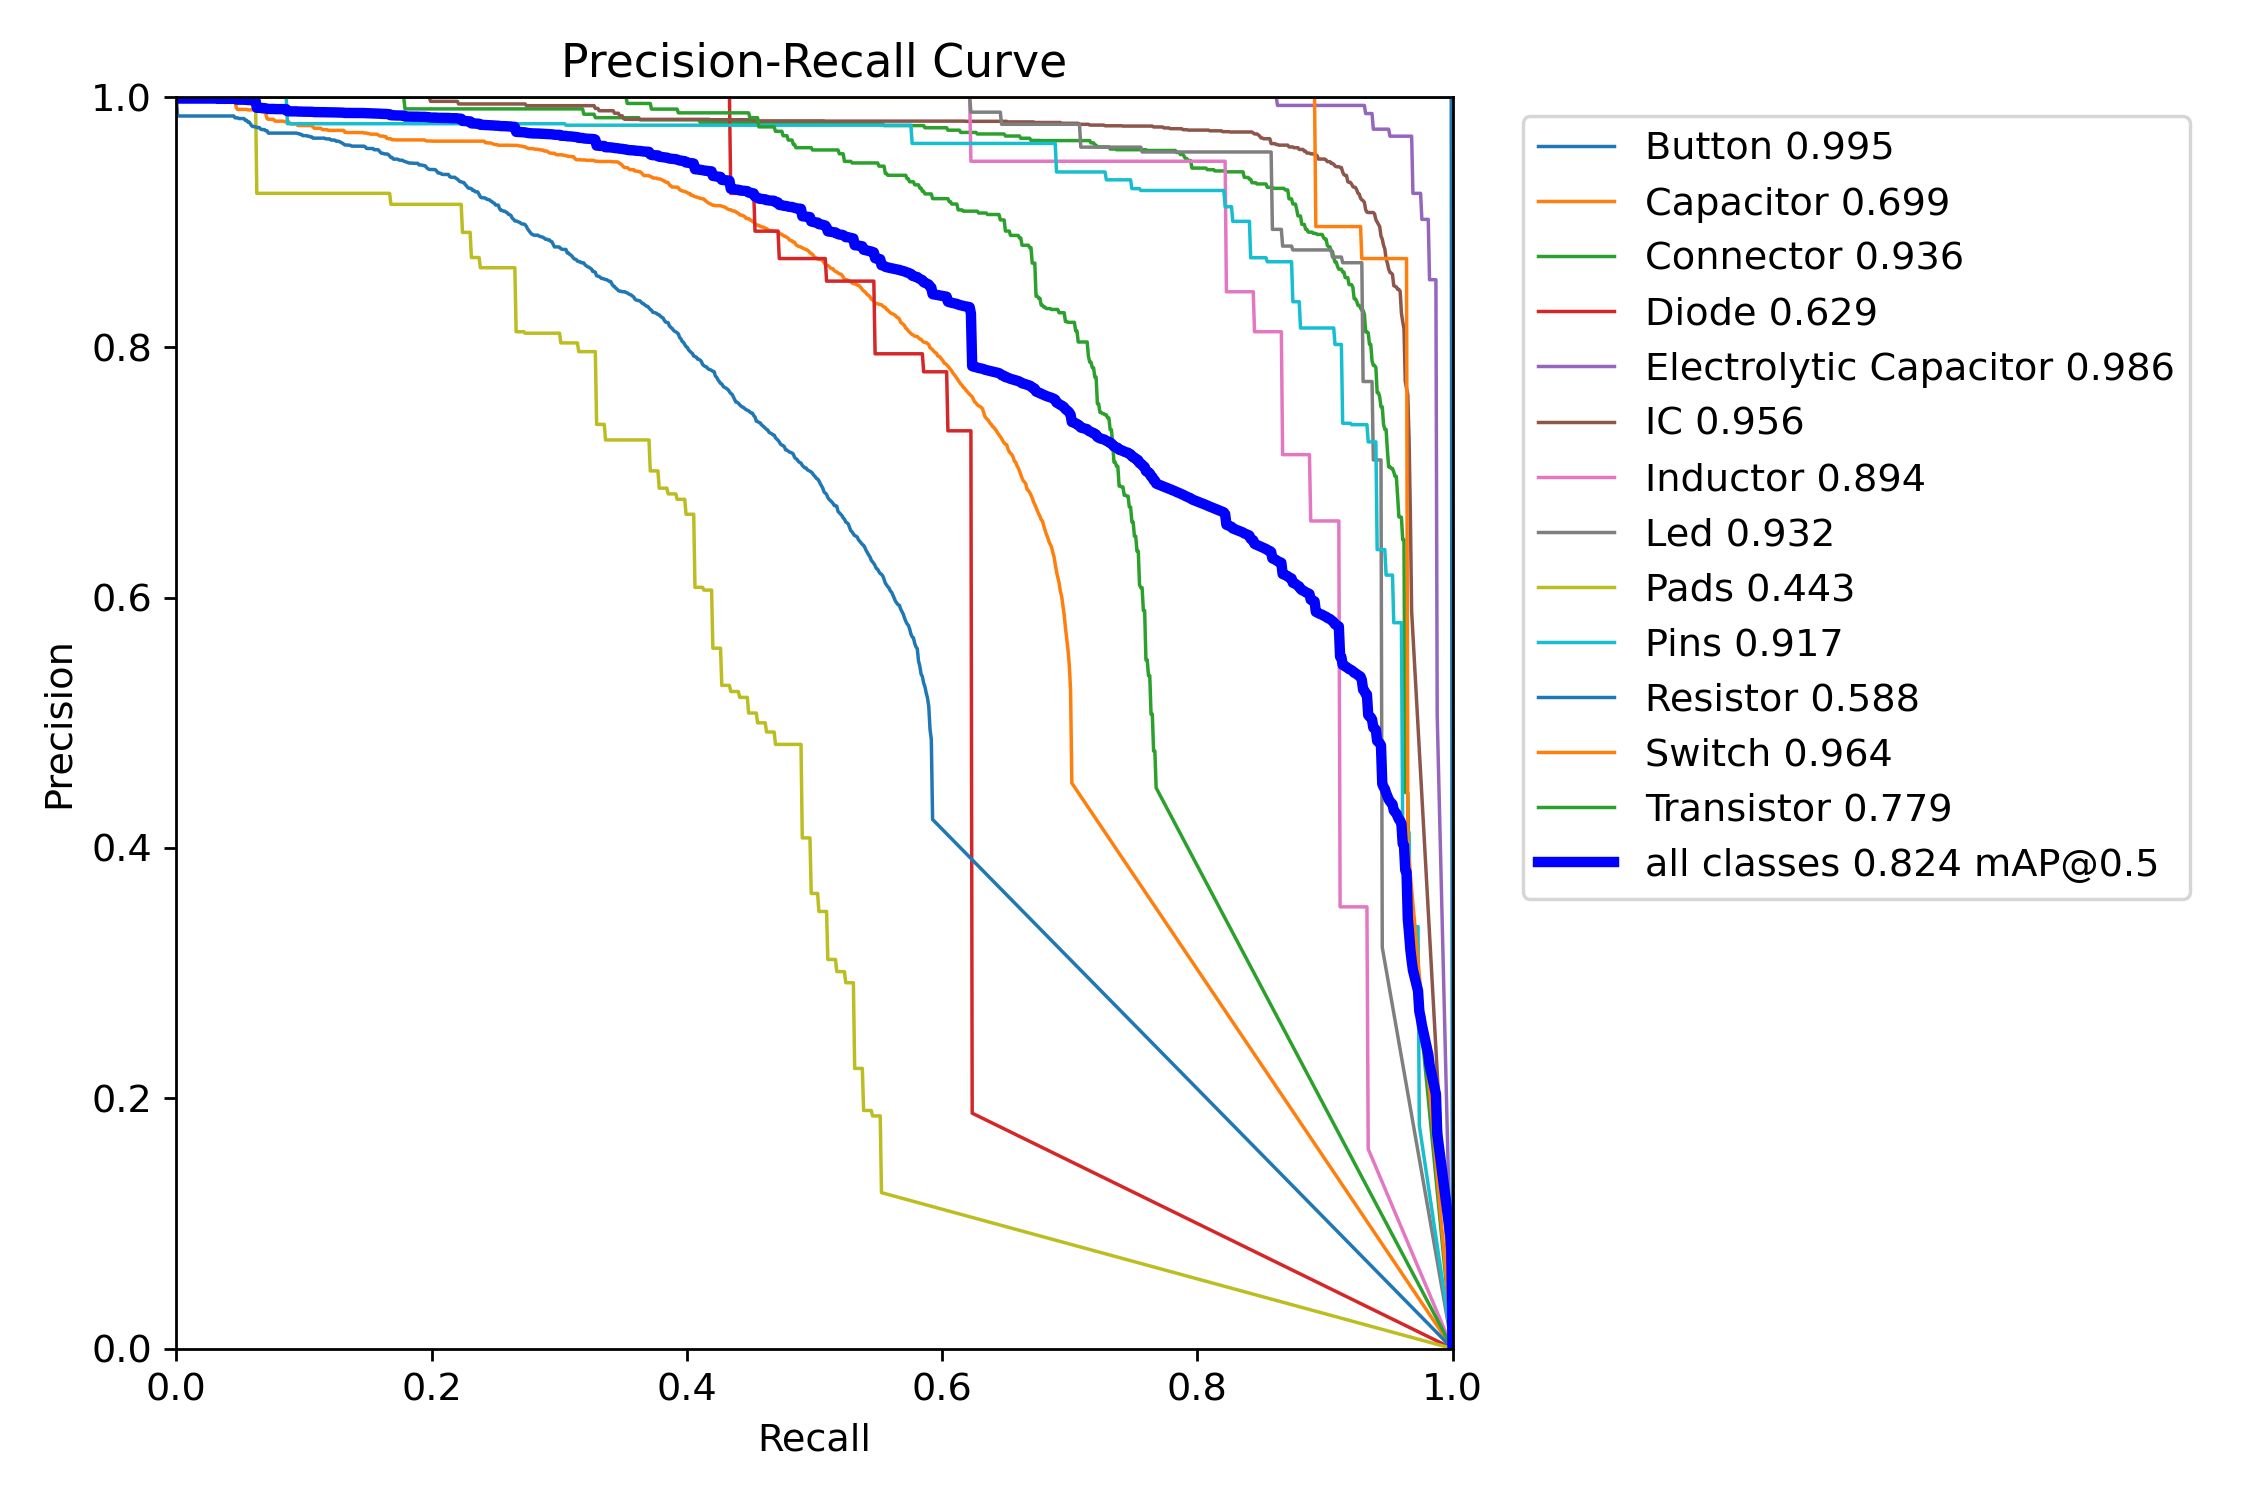 Precision-Recall Curve
1.0
0.8
0.6
0.4
0.2
0.0
Precision
0.0 0.2 0.4 0.6 0.8 1.0
Recall
Button 0.995
Capacitor 0.699
Connector 0.936
Diode 0.629
Electrolytic Capacitor 0.986
IC 0.956
Inductor 0.894
Led 0.932
Pads 0.443
Pins 0.917
Resistor 0.588
Switch 0.964
Transistor 0.779
all classes 0.824 mAP@0.5